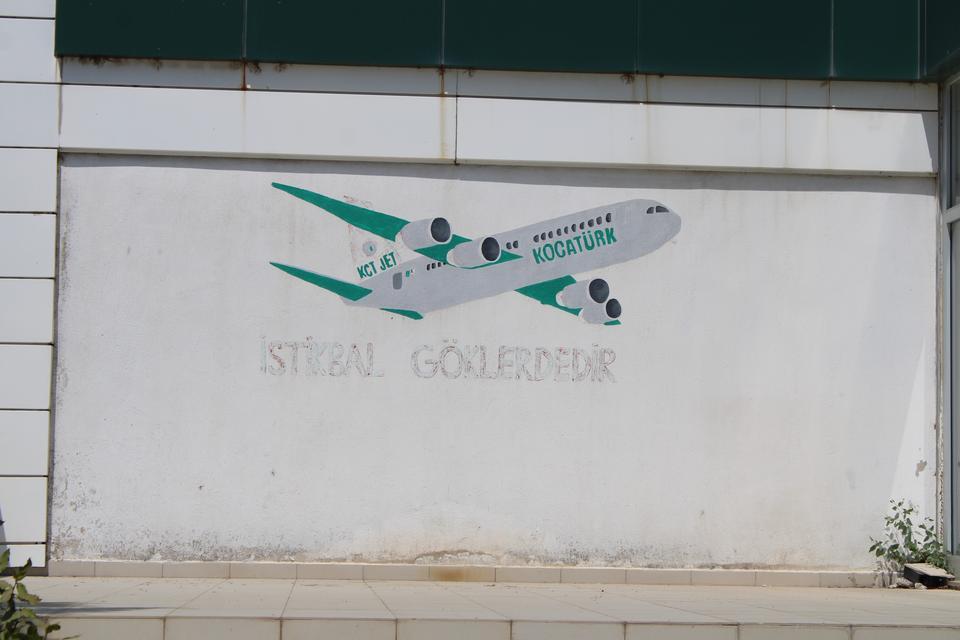 KCT JET
KOCATÜRK
İSTİKBAL GÖKLERDEDİR